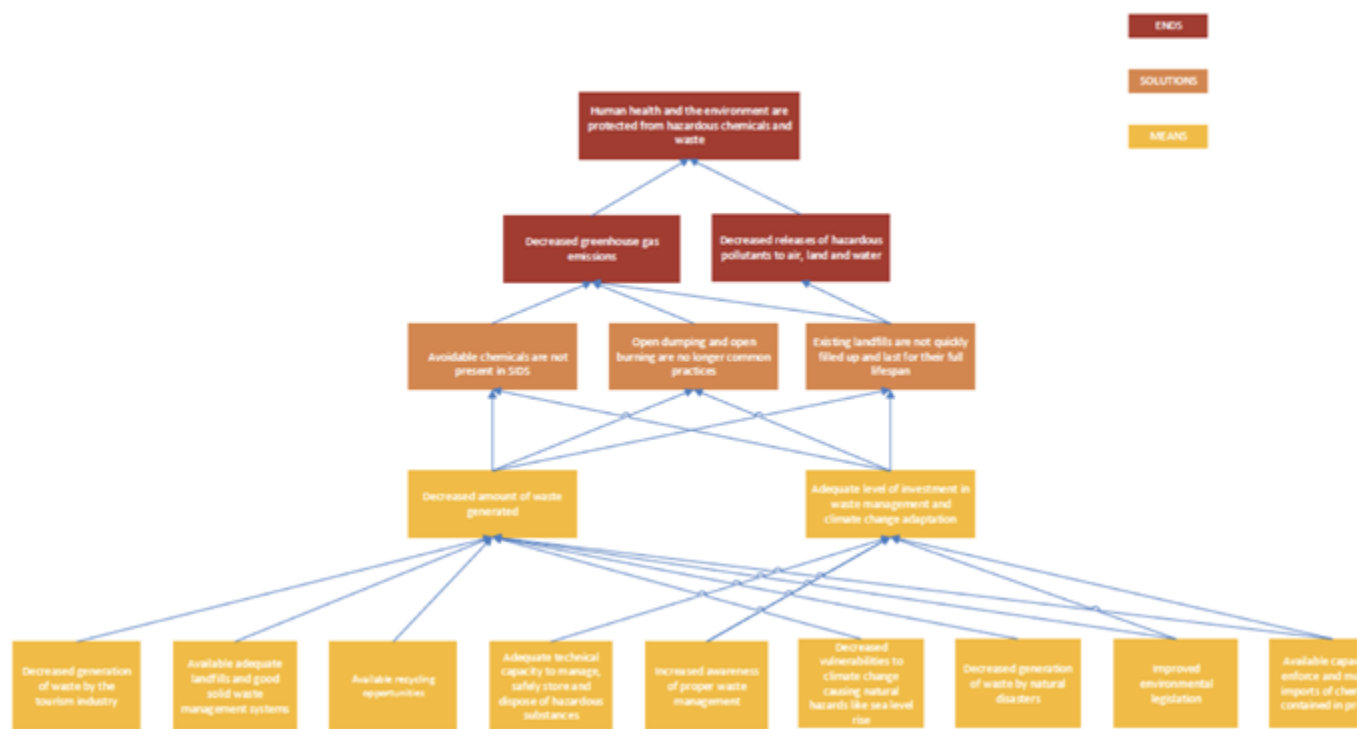 ENDS
SOLUTIONS
MEANS
Human health and the environment are
protected from hazardous chemicals and
waste
Decreased greenhouse gas
emissions
Decreased releases of hazardous
pollutants to air, land and water
Avoidable chemicals are not
present in SIDS
Open dumping and open
burning are no longer common
practices
Existing landfills are not quickly
filled up and last for their full
lifespan
Decreased amount of waste
generated
Adequate level of investment in
waste management and
climate change adaptation
Decreased generation
of waste by the
tourism industry
Available adequate
landfills and good
solid waste
management systems
Available recycling
opportunities
Adequate technical
capacity to manage,
safely store and
dispose of hazardous
substances
Increased awareness
of proper waste
management
Decreased
vulnerabilities to
climate change
causing natural
hazards like sea level
rise
Decreased generation
of waste by natural
disasters
Improved
environmental
legislation
Available capac
enforce and mo
imports of chem
contained in pr